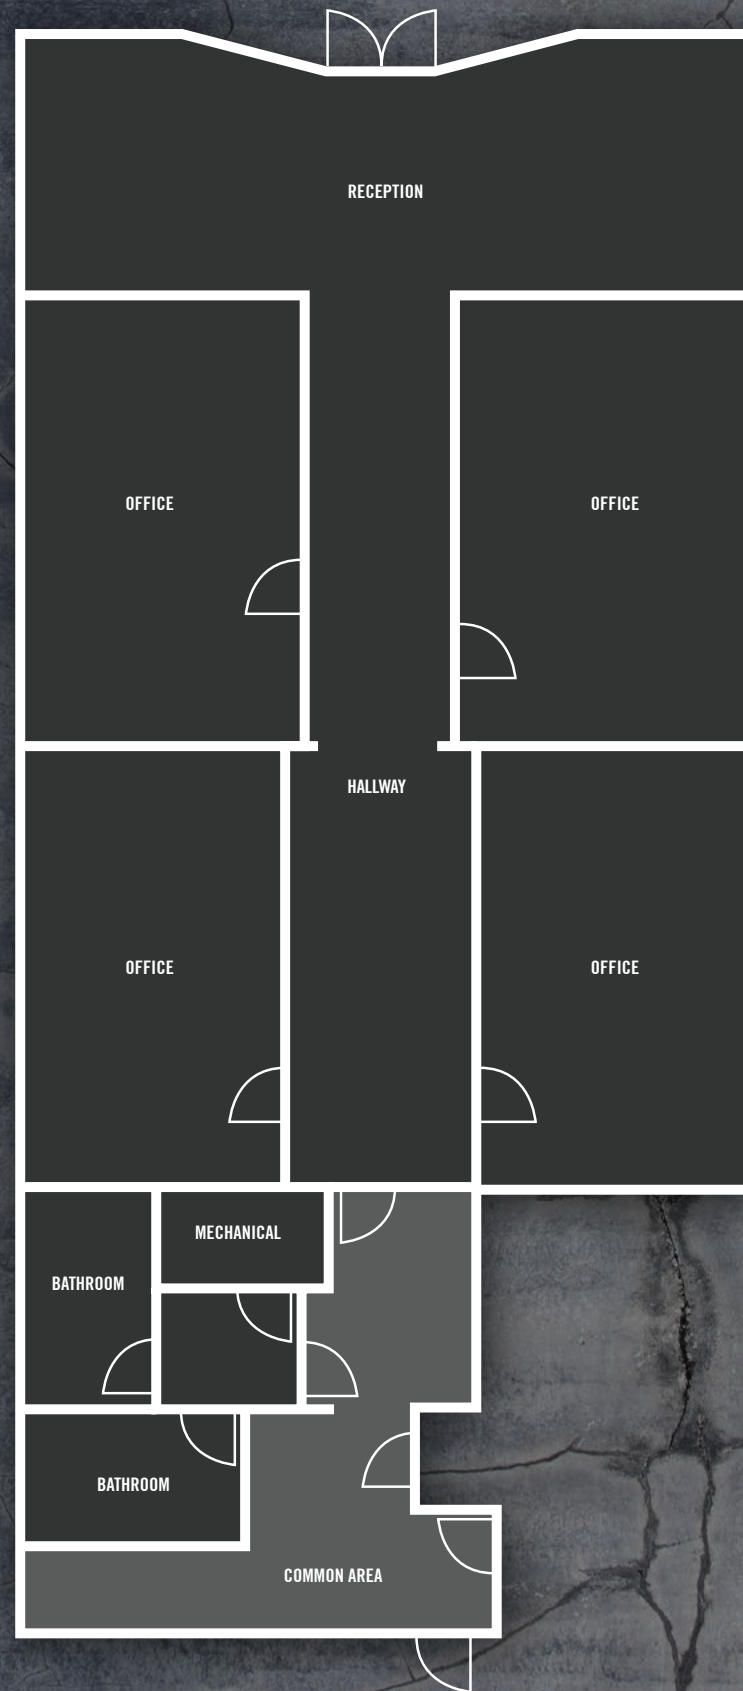 RECEPTION
OFFICE
OFFICE
HALLWAY
OFFICE
OFFICE
MECHANICAL
BATHROOM
BATHROOM
COMMON AREA